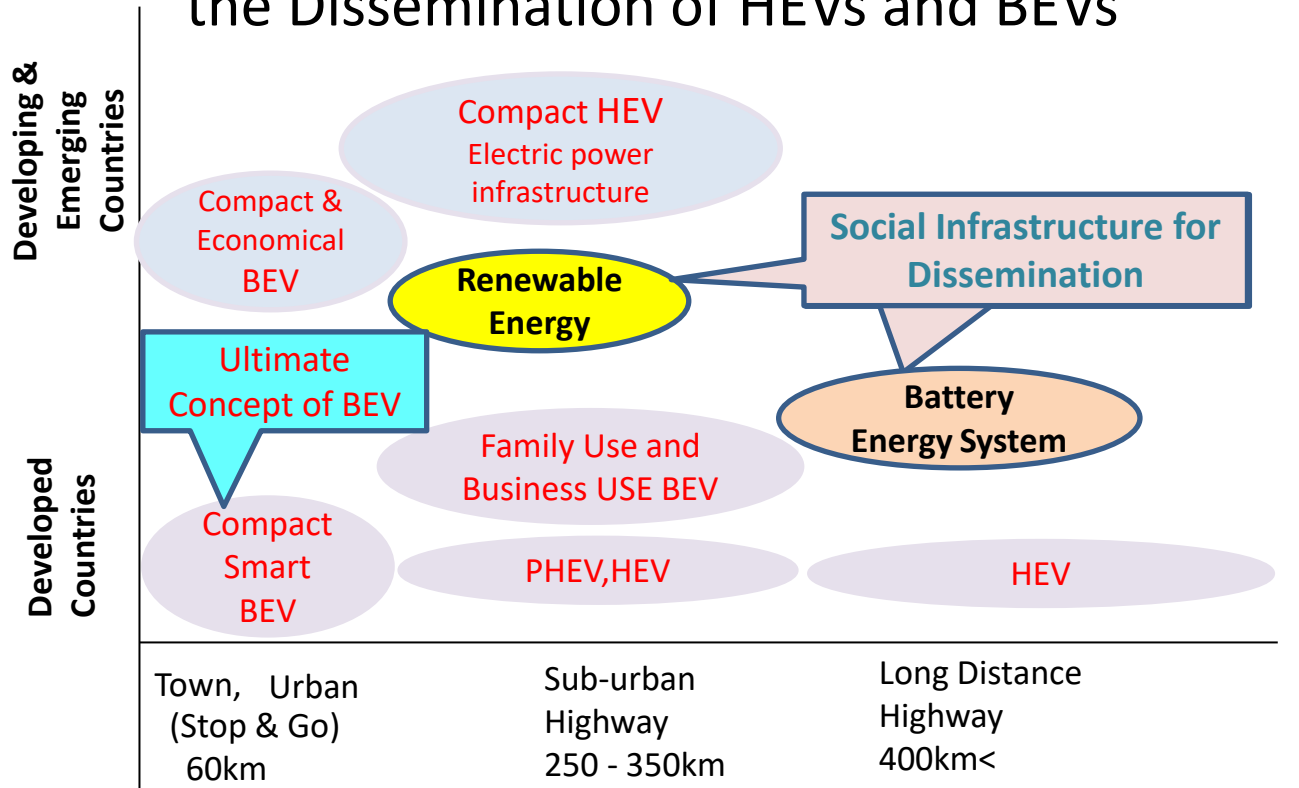 the Dissemination of HEVs and BEVs
Developing &
Emerging
Countries
Compact HEV
Electric power
infrastructure
Compact &
Economical
BEV
Social Infrastructure for
Dissemination
Renewable
Energy
Ultimate
Concept of BEV
Battery
Energy System
Family Use and
Business USE BEV
Developed
Countries
Compact
Smart
BEV
PHEV,HEV
HEV
Town, Urban
(Stop & Go)
60km
Sub-urban
Highway
250 - 350km
Long Distance
Highway
400km<